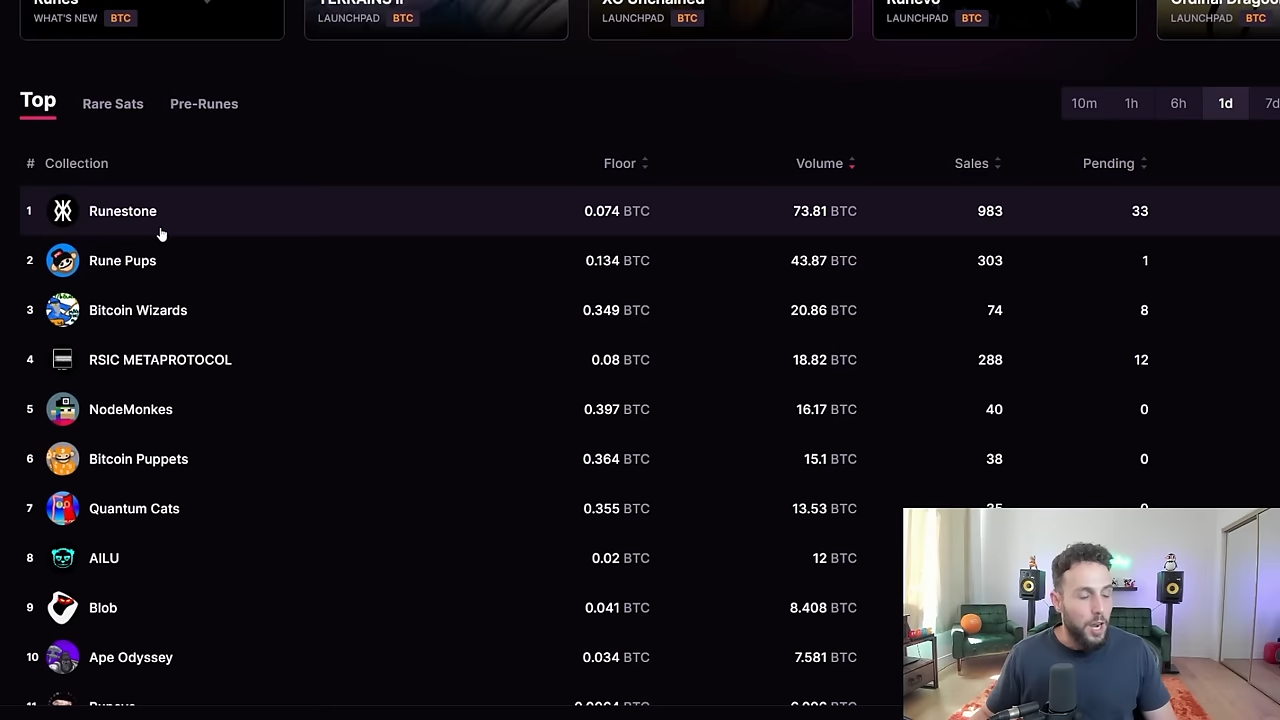 LAUNCHPAD BTC
WHAT'S NEW BTC
LAUNCHPAD BTC
LAUNCHPAD BTC
LAUNCHPAD BTC
Top Rare Sats Pre-Runes 10m 1h 6h 1d 7d
# Collection Floor Volume Sales Pending
1 Runestone 0.074 BTC 73.81 BTC 983 33
2 Rune Pups 0.134 BTC 43.87 BTC 303 1
3 Bitcoin Wizards 0.349 BTC 20.86 BTC 74 8
4 RSIC METAPROTOCOL 0.08 BTC 18.82 BTC 288 12
5 NodeMonkes 0.397 BTC 16.17 BTC 40 0
6 Bitcoin Puppets 0.364 BTC 15.1 BTC 38 0
7 Quantum Cats 0.355 BTC 13.53 BTC
8 AILU 0.02 BTC 12 BTC
9 Blob 0.041 BTC 8.408 BTC
10 Ape Odyssey 0.034 BTC 7.581 BTC